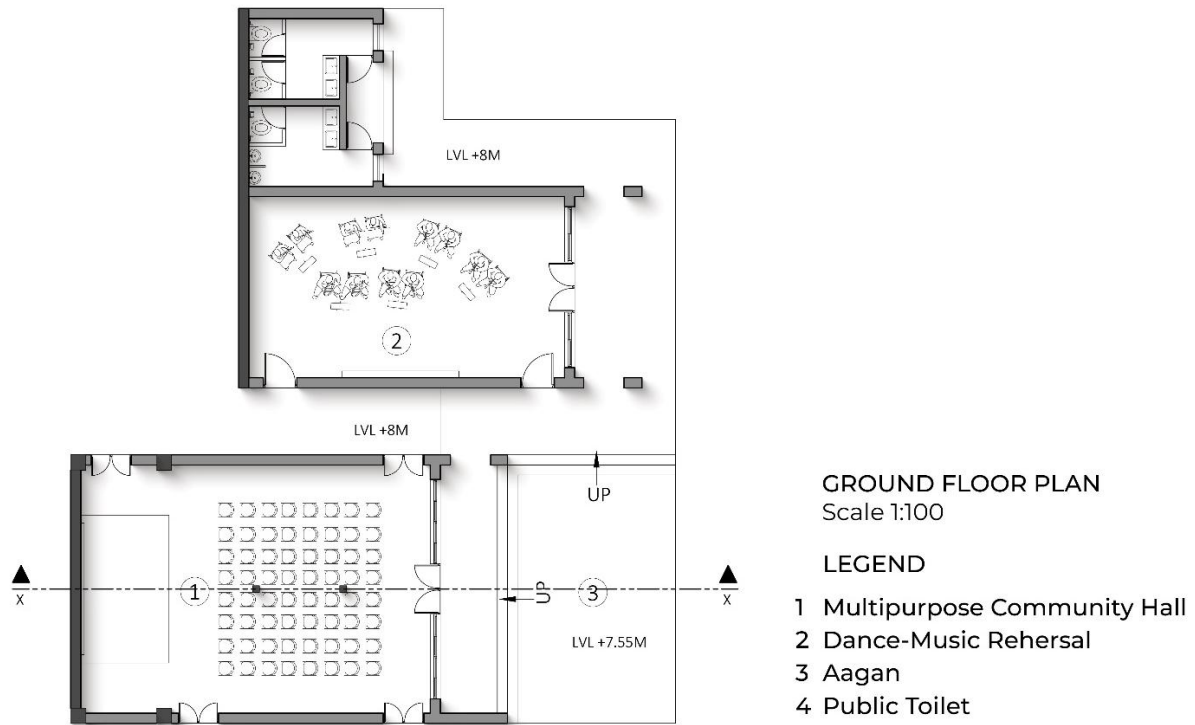 LVL +8M
2
LVL +8M
UP
1
UP
3
X
X
LVL +7.55M
GROUND FLOOR PLAN
Scale 1:100
LEGEND
1 Multipurpose Community Hall
2 Dance-Music Rehersal
3 Aagan
4 Public Toilet